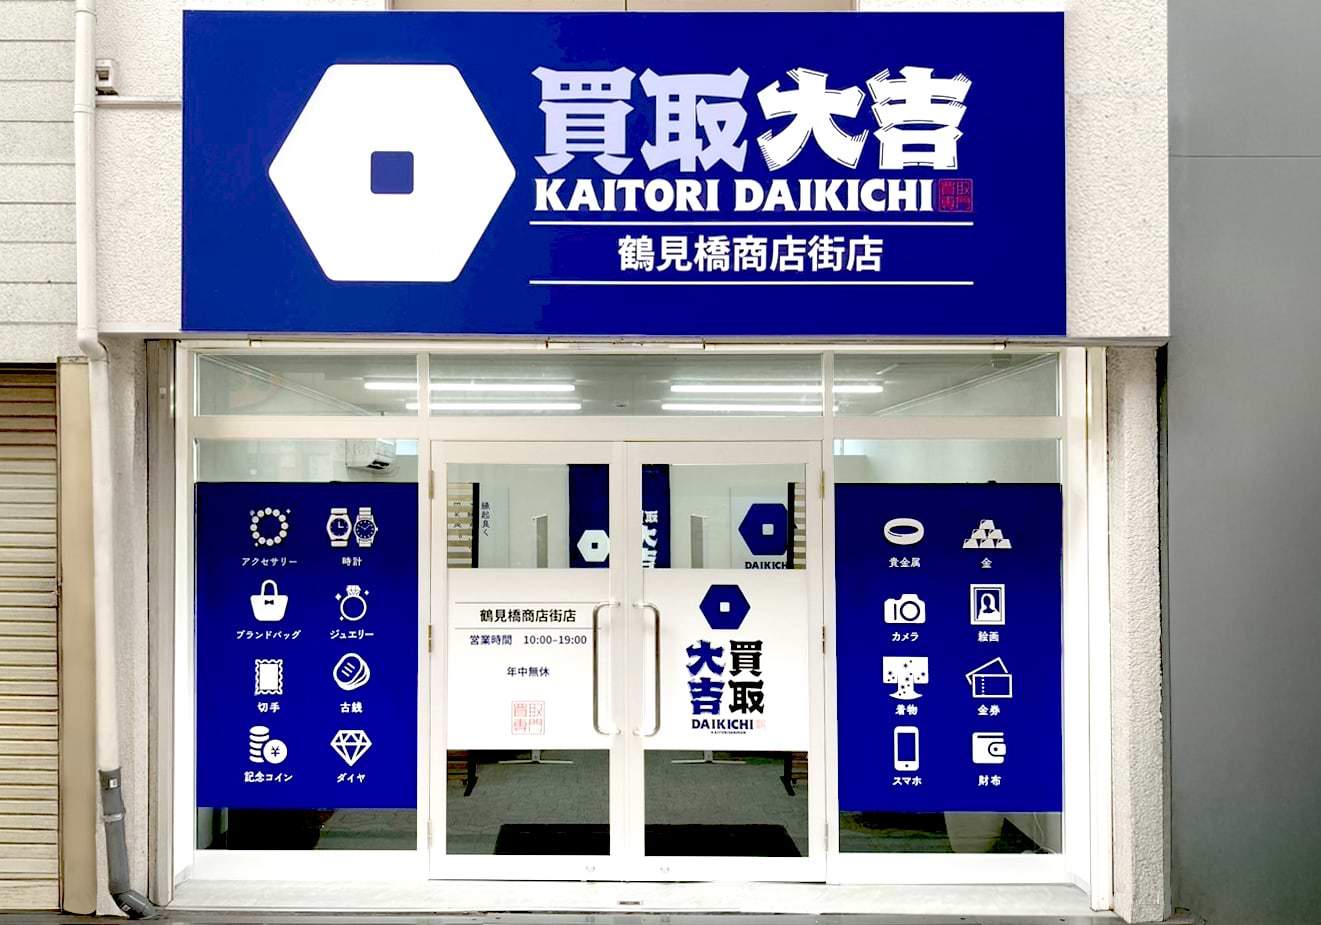 買取大吉
KAITORI DAIKICHI
買取
専門
鶴見橋商店街店
アクセサリー
時計
ブランドバッグ
ジュエリー
切手
古銭
記念コイン
ダイヤ
縁起良く
買取
大吉
DAIKICH
鶴見橋商店街店
営業時間 10:00-19:00
年中無休
買取
専門
買取
大吉
DAIKICHI
貴金属
金
カメラ
絵画
着物
金券
スマホ
財布